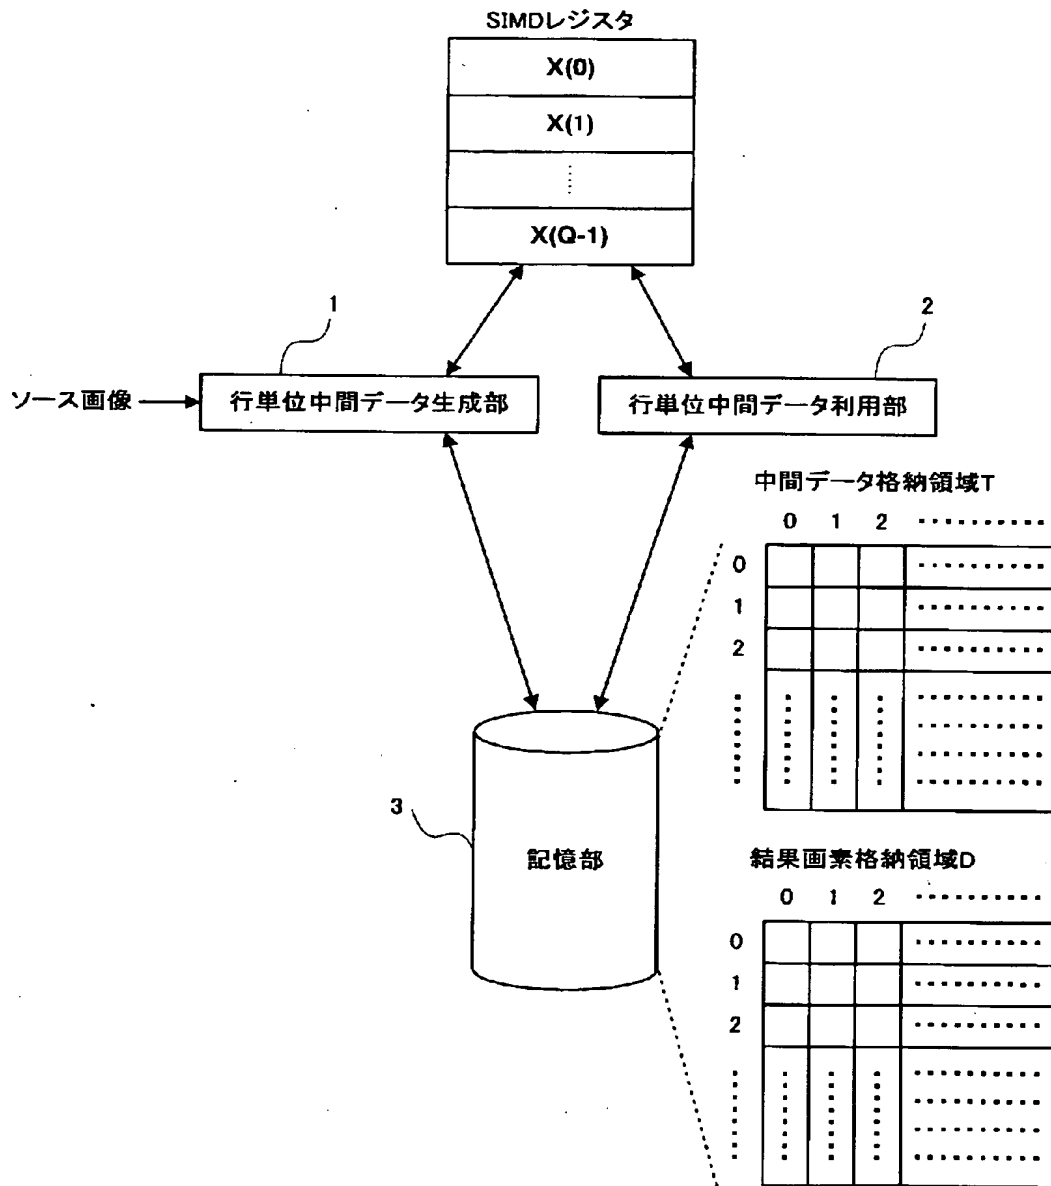 SIMDレジスタ
X(0)
X(1)
X(Q-1)
1
2
ソース画像
行単位中間データ生成部
行単位中間データ利用部
中間データ格納領域T
0 1 2
0
1
2
3
記憶部
結果画素格納領域D
0 1 2
0
1
2